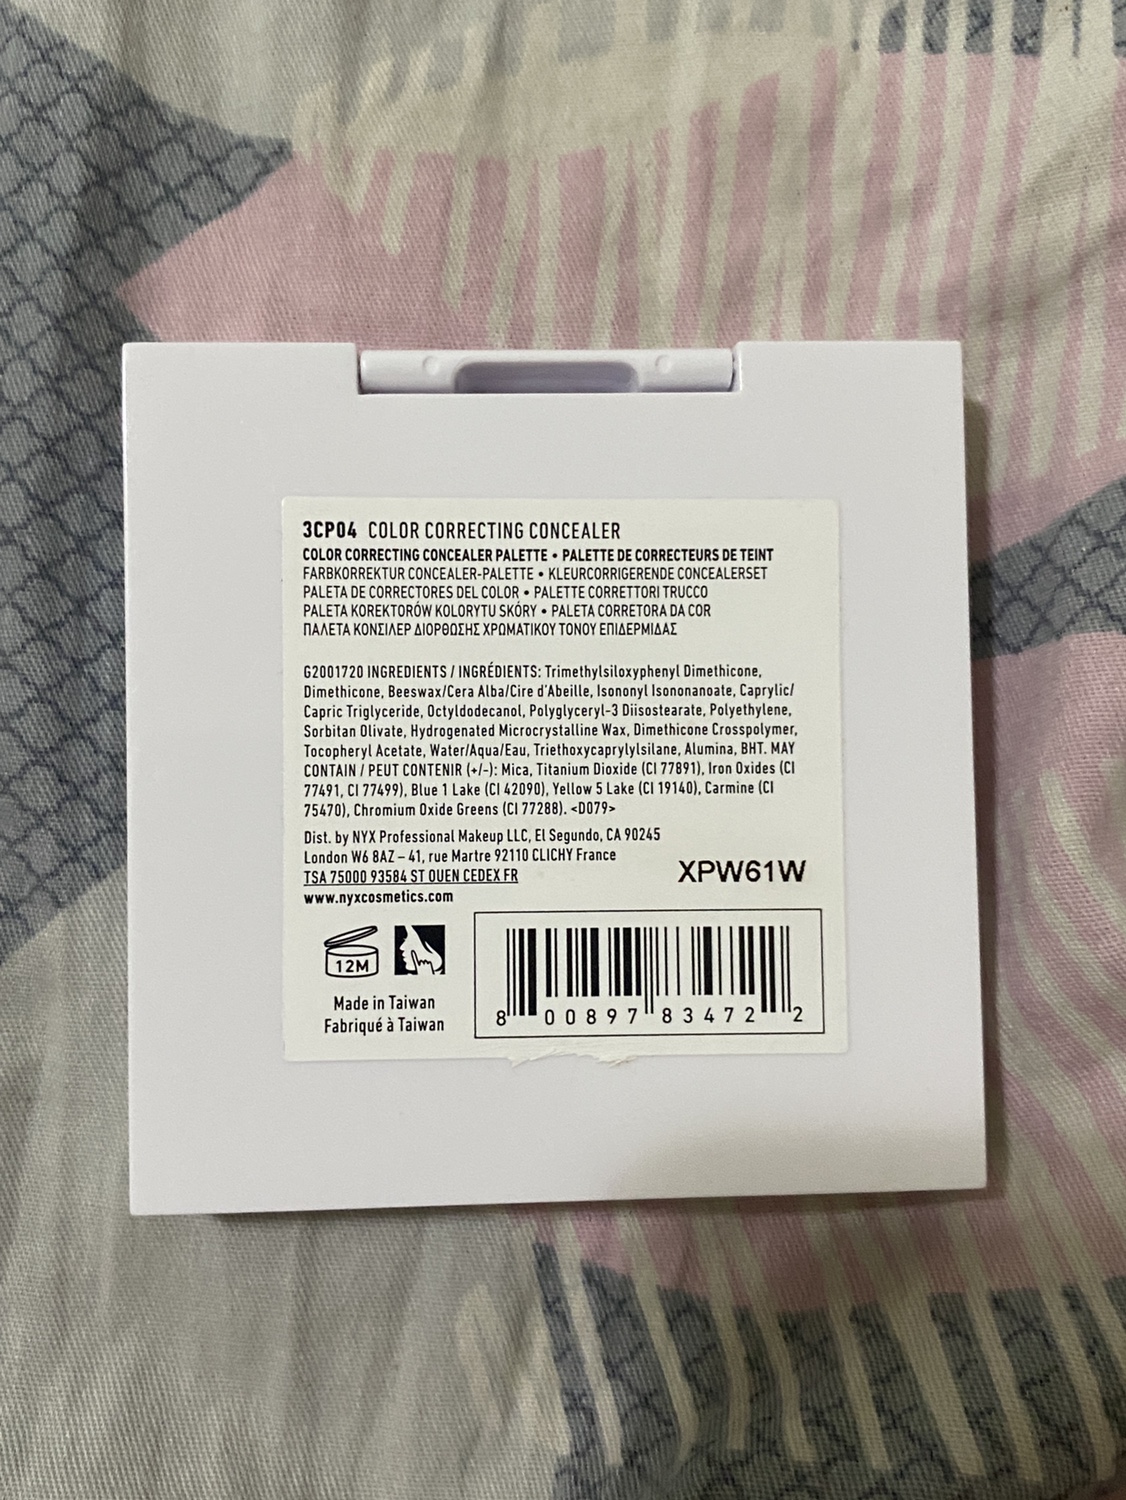 3CP04 COLOR CORRECTING CONCEALER
COLOR CORRECTING CONCEALER PALETTE • PALETTE DE CORRECTEURS DE TEINT
FARBKORREKTUR CONCEALER-PALETTE • KLEURCORRIGERENDE CONCEALERSET
PALETA DE CORRECTORES DEL COLOR • PALETTE CORRETTORI TRUCCO
PALETA KOREKTORÓW KOLORYTU SKÓRY • PALETA CORRETORA DA COR
ΠΑΛΕΤΑ ΚΟΝΣΙΛΕΡ ΔΙΟΡΘΩΣΗΣ ΧΡΩΜΑΤΙΚΟΥ ΤΟΝΟΥ ΕΠΙΔΕΡΜΙΔΑΣ
G2001720 INGREDIENTS / INGRÉDIENTS: Trimethylsiloxyphenyl Dimethicone,
Dimethicone, Beeswax/Cera Alba/Cire d'Abeille, Isononyl Isononanoate, Caprylic/
Capric Triglyceride, Octyldodecanol, Polyglyceryl-3 Diisostearate, Polyethylene,
Sorbitan Olivate, Hydrogenated Microcrystalline Wax, Dimethicone Crosspolymer,
Tocopheryl Acetate, Water/Aqua/Eau, Triethoxycaprylylsilane, Alumina, BHT. MAY
CONTAIN / PEUT CONTENIR (+/-): Mica, Titanium Dioxide (CI 77891), Iron Oxides (CI
77491, CI 77499), Blue 1 Lake (CI 42090), Yellow 5 Lake (CI 19140), Carmine (CI
75470), Chromium Oxide Greens (CI 77288). <D079>
Dist. by NYX Professional Makeup LLC, El Segundo, CA 90245
London W6 8AZ – 41, rue Martre 92110 CLICHY France
TSA 75000 93584 ST OUEN CEDEX FR
www.nyxcosmetics.com
XPW61W
12M
Made in Taiwan
Fabriqué à Taiwan
8 00897 83472 2